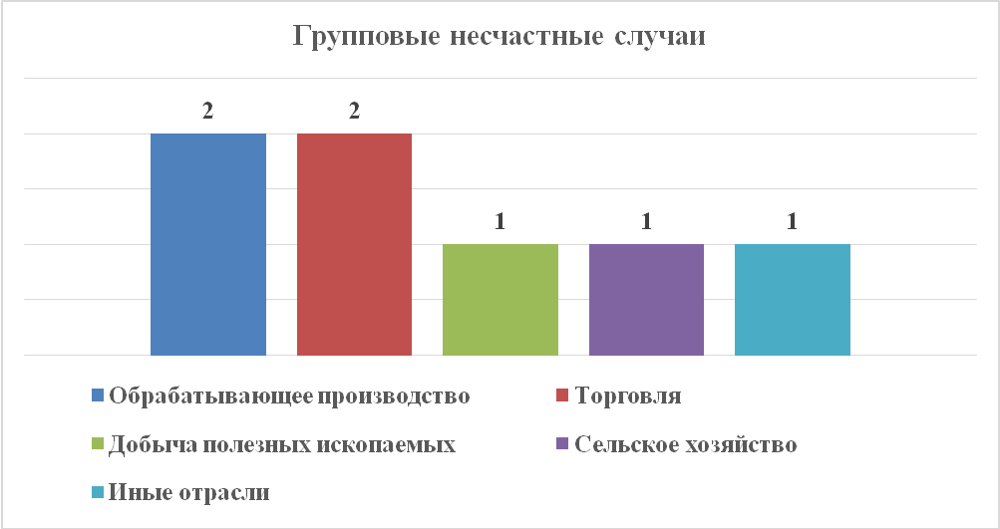 Групповые несчастные случаи
2
2
1
1
1
Обрабатывающее производство
Торговля
Добыча полезных ископаемых
Сельское хозяйство
Иные отрасли